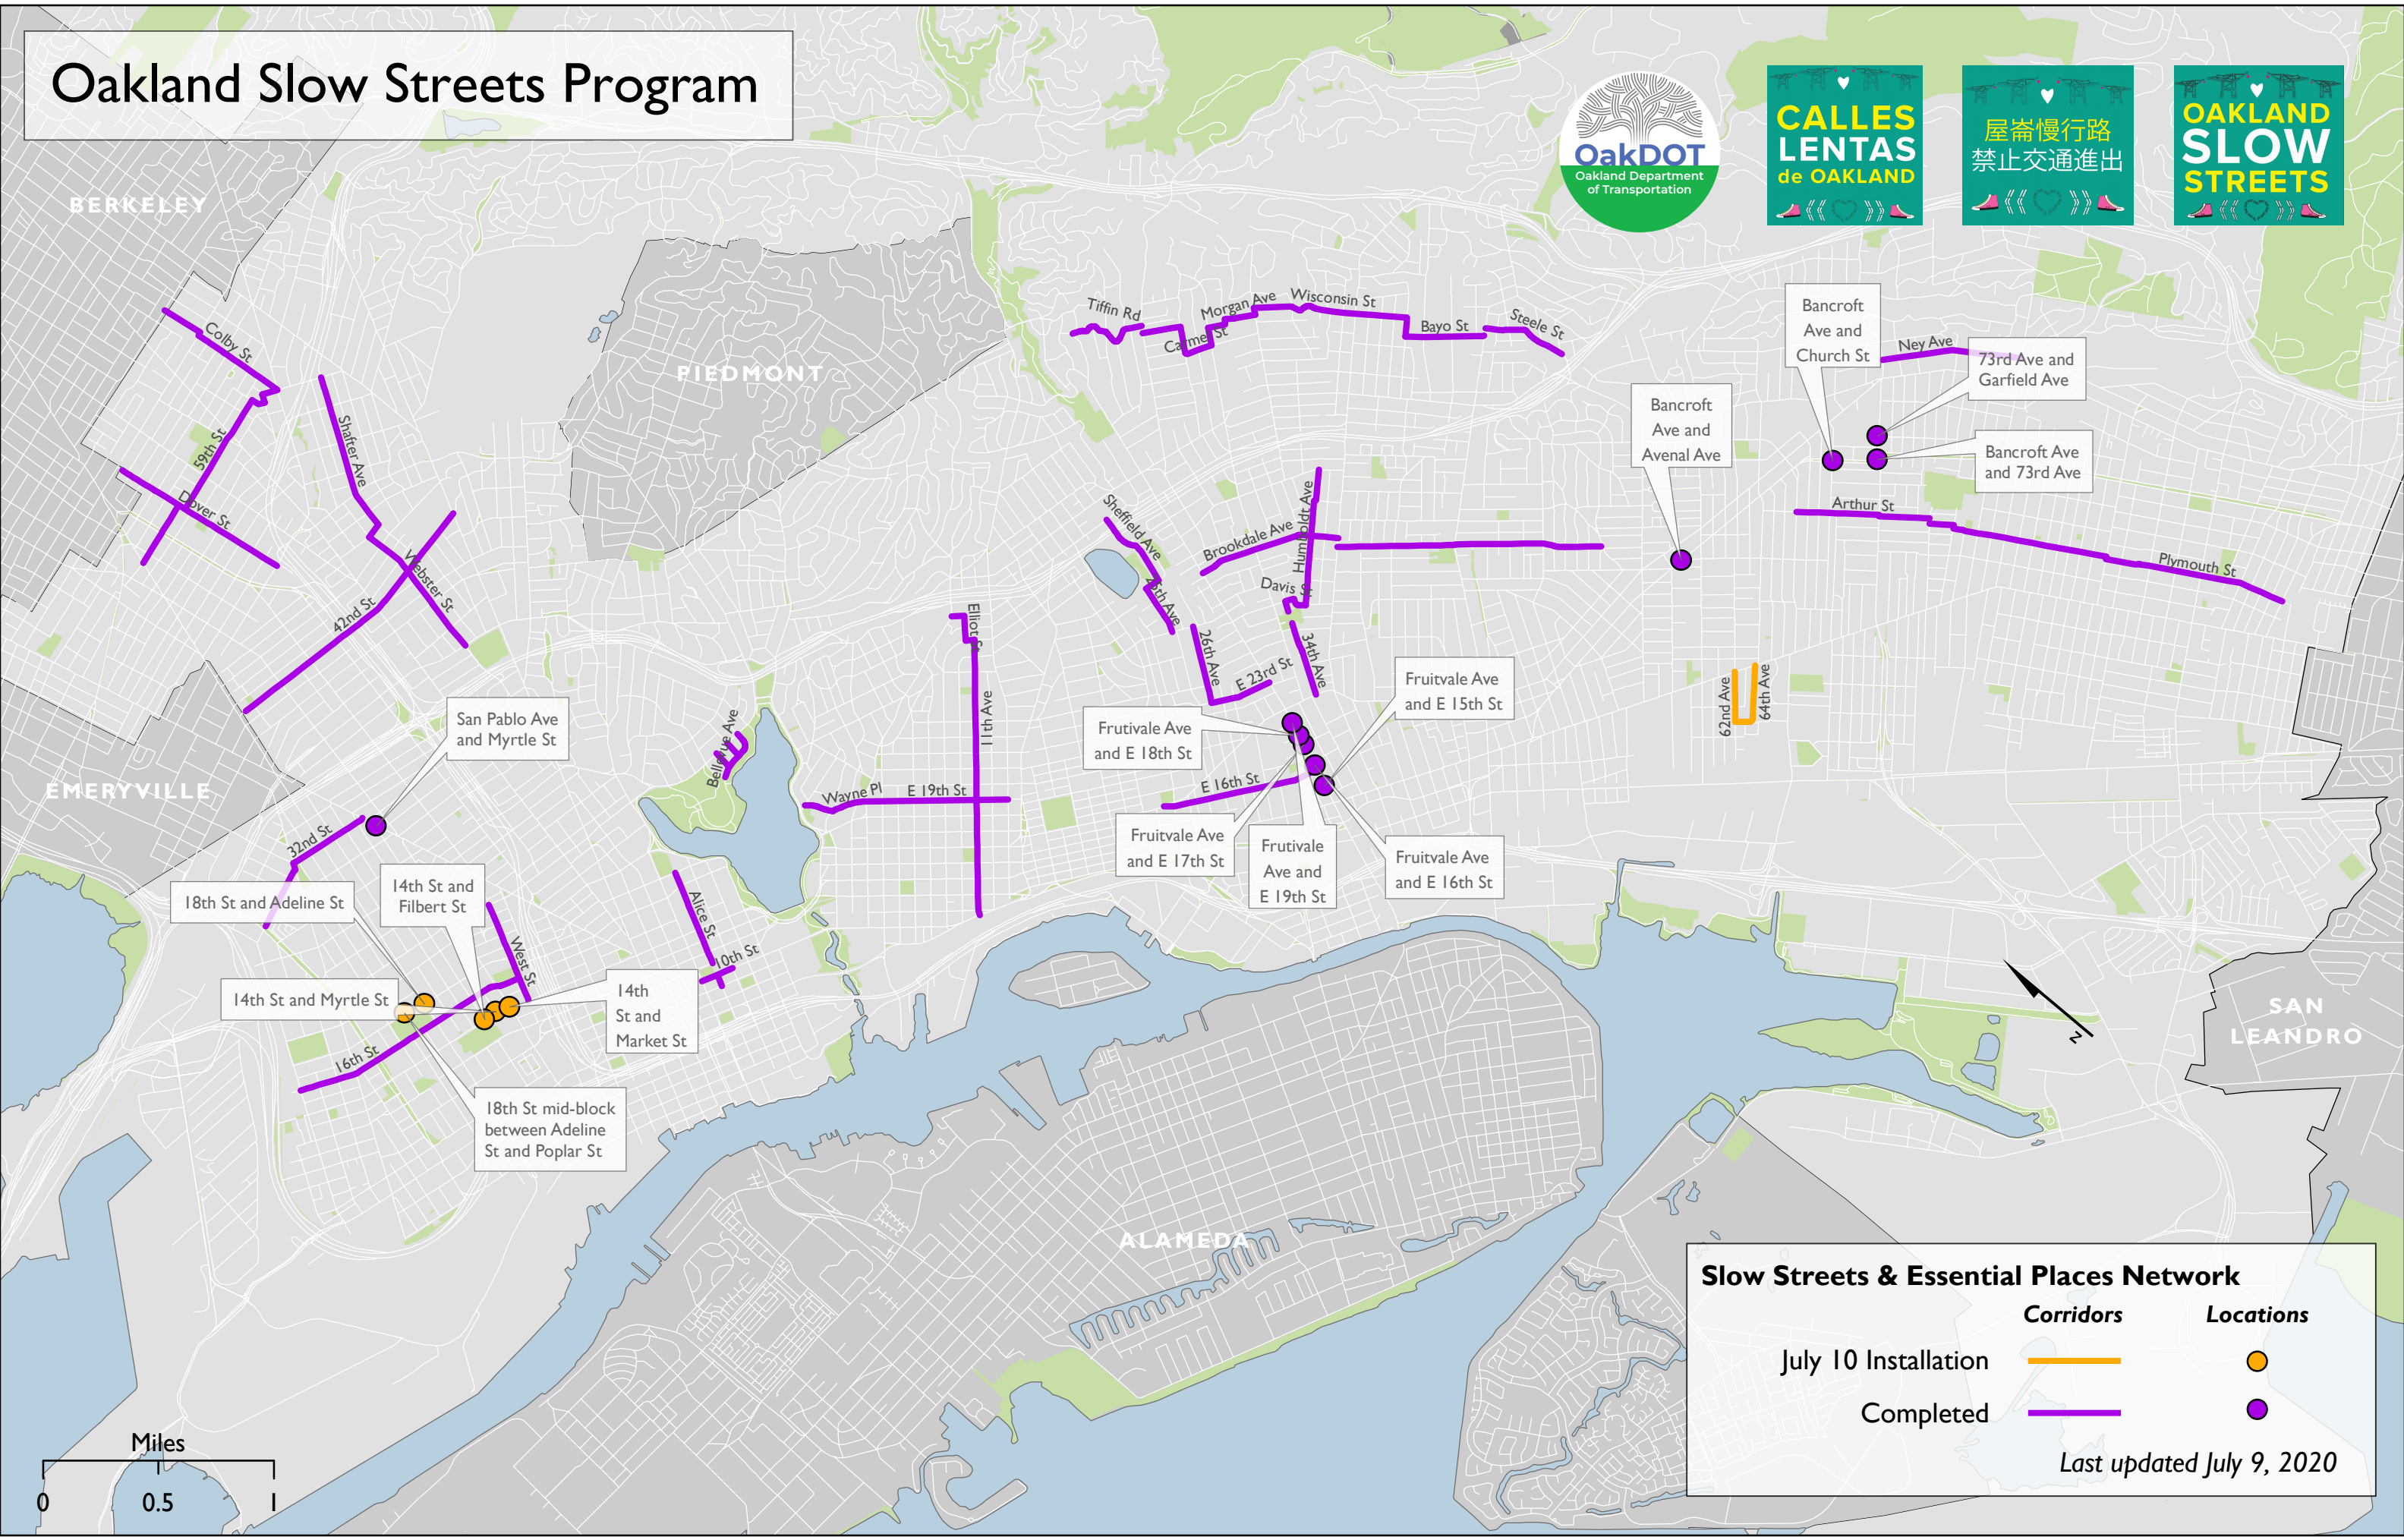 Oakland Slow Streets Program
OakDOT
Oakland Department
of Transportation
CALLES
LENTAS
de OAKLAND
屋崙慢行路
禁止交通進出
OAKLAND
SLOW
STREETS
BERKELEY
PIEDMONT
EMERYVILLE
ALAMEDA
SAN
LEANDRO
Colby St
59th St
Dover St
Shafter Ave
Webster St
42nd St
Tiffin Rd
Carmel St
Morgan Ave
Wisconsin St
Bayo St
Steele St
Bancroft
Ave and
Church St
Ney Ave
73rd Ave and
Garfield Ave
Bancroft
Ave and
Avenal Ave
Bancroft Ave
and 73rd Ave
Arthur St
Plymouth St
Sheffield Ave
Brookdale Ave
Humboldt Ave
Davis St
26th Ave
E 23rd St
34th Ave
62nd Ave
64th Ave
Elliot St
11th Ave
Wayne Pl
E 19th St
Bellevue Ave
San Pablo Ave
and Myrtle St
Frutivale Ave
and E 18th St
Fruitvale Ave
and E 15th St
E 16th St
Fruitvale Ave
and E 17th St
Frutivale
Ave and
E 19th St
Fruitvale Ave
and E 16th St
32nd St
18th St and Adeline St
14th St and
Filbert St
West St
Alice St
10th St
14th St and Myrtle St
14th
St and
Market St
16th St
18th St mid-block
between Adeline
St and Poplar St
N
Slow Streets & Essential Places Network
Corridors Locations
July 10 Installation
Completed
Last updated July 9, 2020
Miles
0 0.5 1